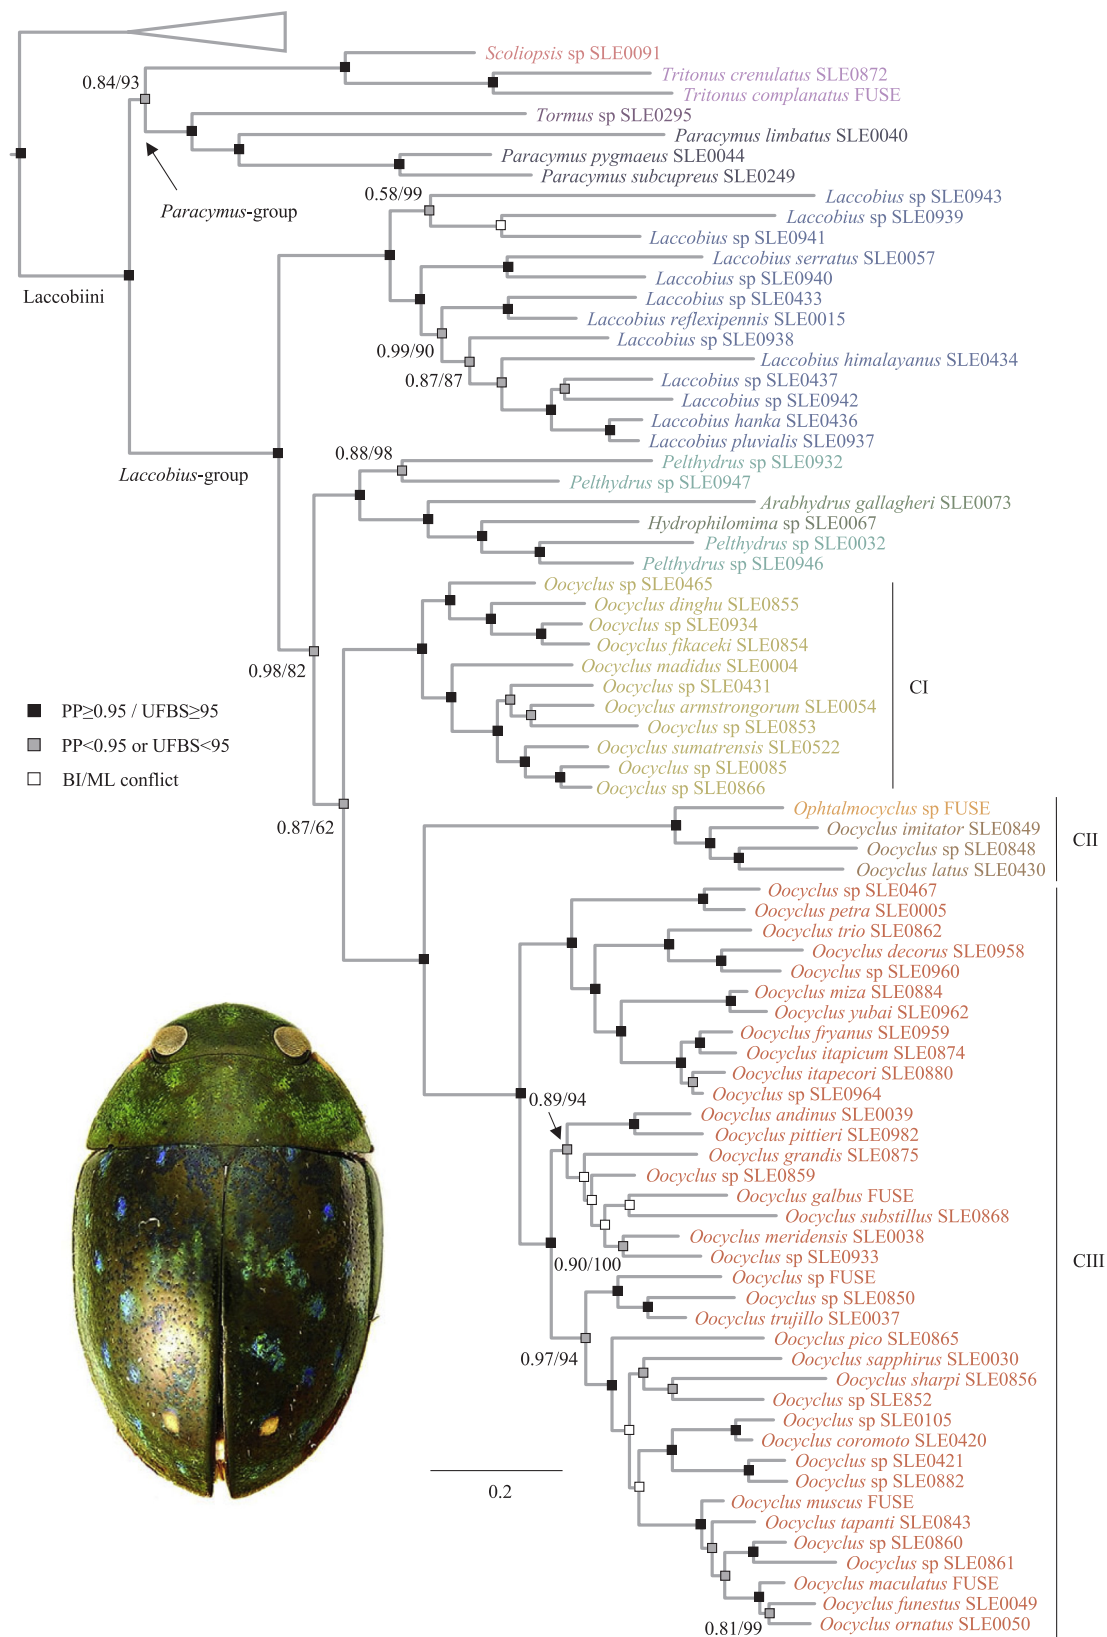 Scoliopsis sp SLE0091
0.84/93
Tritonus crenulatus SLE0872
Tritonus complanatus FUSE
Tormus sp SLE0295
Paracymus limbatus SLE0040
Paracymus pygmaeus SLE0044
Paracymus subcupreus SLE0249
0.58/99
Laccobius sp SLE0943
Paracymus-group
Laccobius sp SLE0939
Laccobius sp SLE0941
Laccobius serratus SLE0057
Laccobius sp SLE0940
Laccobiini
Laccobius sp SLE0433
Laccobius reflexipennis SLE0015
Laccobius sp SLE0938
0.99/90
Laccobius himalayanus SLE0434
0.87/87
Laccobius sp SLE0437
Laccobius sp SLE0942
Laccobius hanka SLE0436
Laccobius pluvialis SLE0937
0.88/98
Pelthydrus sp SLE0932
Laccobius-group
Pelthydrus sp SLE0947
Arabhydrus gallagheri SLE0073
Hydrophilomima sp SLE0067
Pelthydrus sp SLE0032
Pelthydrus sp SLE0946
Oocyclus sp SLE0465
Oocyclus dinghu SLE0855
Oocyclus sp SLE0934
Oocyclus fikaceki SLE0854
Oocyclus madidus SLE0004
0.98/82
Oocyclus sp SLE0431
CI
Oocyclus armstrongorum SLE0054
PP≥0.95 / UFBS≥95
Oocyclus sp SLE0853
PP<0.95 or UFBS<95
Oocyclus sumatrensis SLE0522
Oocyclus sp SLE0085
BI/ML conflict
Oocyclus sp SLE0866
Ophtalmocyclus sp FUSE
0.87/62
Oocyclus imitator SLE0849
CII
Oocyclus sp SLE0848
Oocyclus latus SLE0430
Oocyclus sp SLE0467
Oocyclus petra SLE0005
Oocyclus trio SLE0862
Oocyclus decorus SLE0958
Oocyclus sp SLE0960
Oocyclus miza SLE0884
Oocyclus yubai SLE0962
Oocyclus fryanus SLE0959
Oocyclus itapicum SLE0874
Oocyclus itapecori SLE0880
Oocyclus sp SLE0964
0.89/94
Oocyclus andinus SLE0039
Oocyclus pittieri SLE0982
Oocyclus grandis SLE0875
Oocyclus sp SLE0859
Oocyclus galbus FUSE
Oocyclus substillus SLE0868
Oocyclus meridensis SLE0038
Oocyclus sp SLE0933
0.90/100
CIII
Oocyclus sp FUSE
Oocyclus sp SLE0850
Oocyclus trujillo SLE0037
Oocyclus pico SLE0865
0.97/94
Oocyclus sapphirus SLE0030
Oocyclus sharpi SLE0856
Oocyclus sp SLE852
Oocyclus sp SLE0105
Oocyclus coromoto SLE0420
Oocyclus sp SLE0421
Oocyclus sp SLE0882
0.2
Oocyclus muscus FUSE
Oocyclus tapanti SLE0843
Oocyclus sp SLE0860
Oocyclus sp SLE0861
Oocyclus maculatus FUSE
Oocyclus funestus SLE0049
Oocyclus ornatus SLE0050
0.81/99